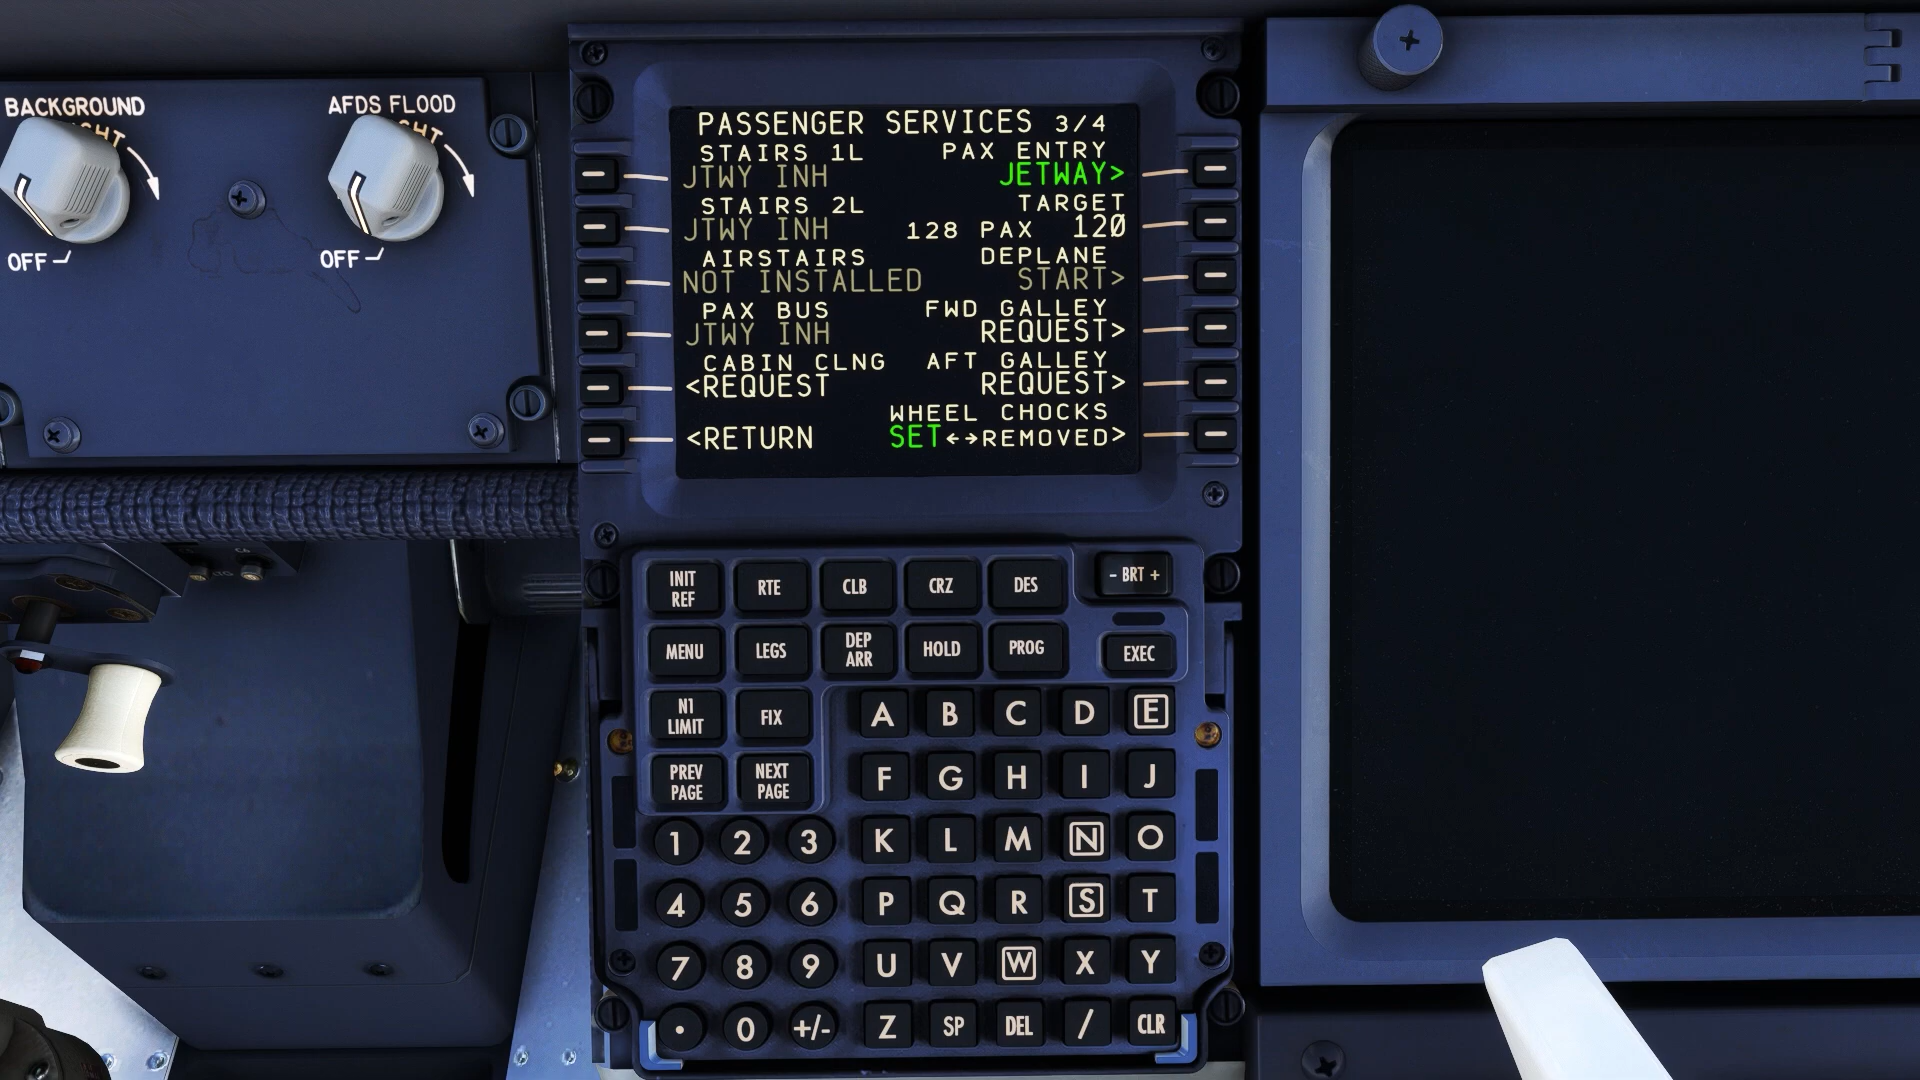 BACKGROUND
AFDS FLOOD
OFF
OFF
PASSENGER SERVICES 3/4
STAIRS 1L PAX ENTRY
JTWY INH JETWAY>
STAIRS 2L TARGET
JTWY INH 128 PAX 120
AIRSTAIRS DEPLANE
NOT INSTALLED START>
PAX BUS FWD GALLEY
JTWY INH REQUEST>
CABIN CLNG AFT GALLEY
<REQUEST REQUEST>
WHEEL CHOCKS
<RETURN SET↔REMOVED>
INIT REF RTE CLB CRZ DES - BRT +
MENU LEGS DEP ARR HOLD PROG EXEC
N1 LIMIT FIX A B C D E
PREV PAGE NEXT PAGE F G H I J
1 2 3 K L M N O
4 5 6 P Q R S T
7 8 9 U V W X Y
. 0 +/- Z SP DEL / CLR